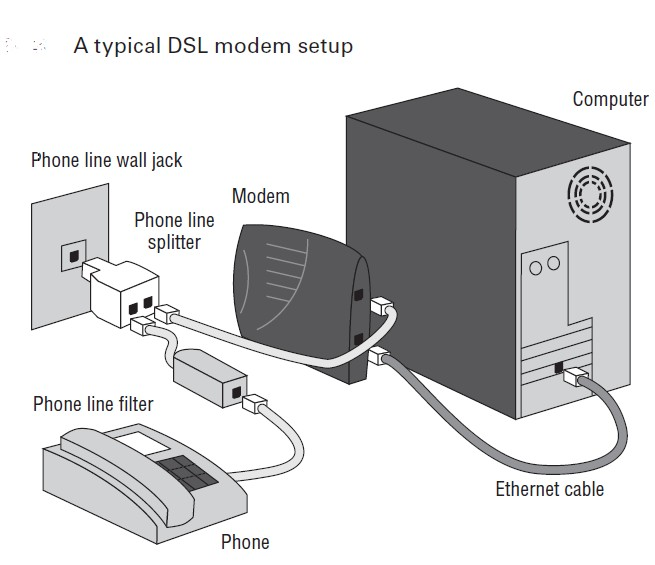 A typical DSL modem setup
Computer
Phone line wall jack
Modem
Phone line
splitter
Phone line filter
Ethernet cable
Phone